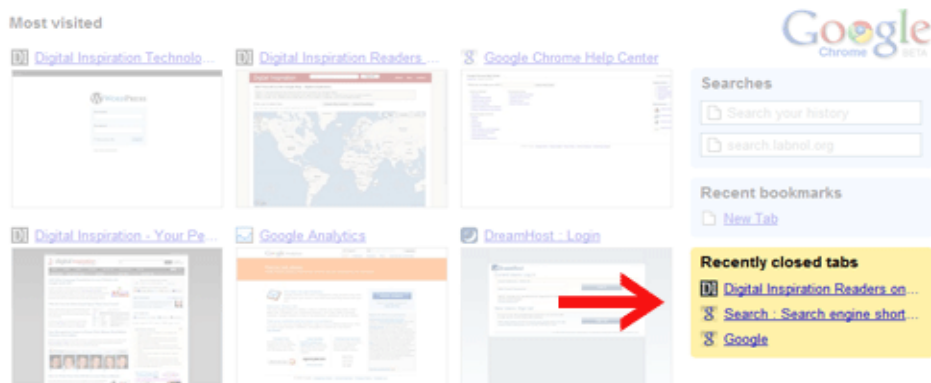 Most visited
Google
Chrome BETA
Digital Inspiration Technolo...
Digital Inspiration Readers ...
Google Chrome Help Center
WordPress
Searches
Search your history
search.labnol.org
Recent bookmarks
New Tab
Digital Inspiration - Your Pe...
Google Analytics
DreamHost : Login
Recently closed tabs
Digital Inspiration Readers on...
Search : Search engine short...
Google